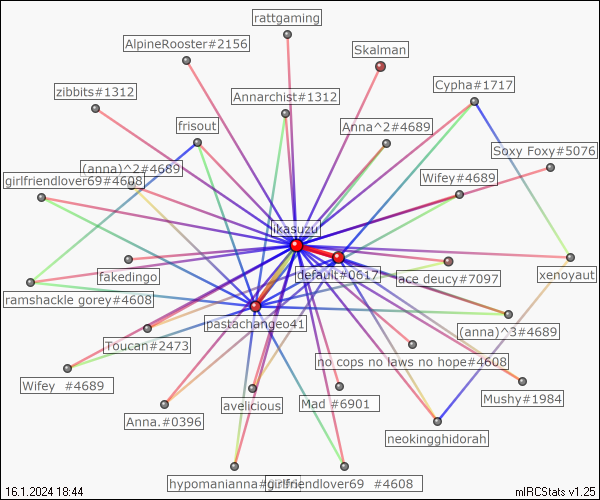 rattgaming
AlpineRooster#2156
Skalman
zibbits#1312
Annarchist#1312
Cypha#1717
frisout
Anna^2#4689
Soxy Foxy#5076
(anna)^2#4689
girlfriendlover69#4608
Wifey#4689
ikasuzu
fakedingo
default#0617
ace deucy#7097
xenoyaut
ramshackle gorey#4608
pastachangeo41
(anna)^3#4689
Toucan#2473
no cops no laws no hope#4608
Wifey #4689
Mushy#1984
Anna.#0396
avelicious
Mad #6901
neokingghidorah
hypomanianna#
girlfriendlover69 #4608
16.1.2024 18:44
mIRCStats v1.25